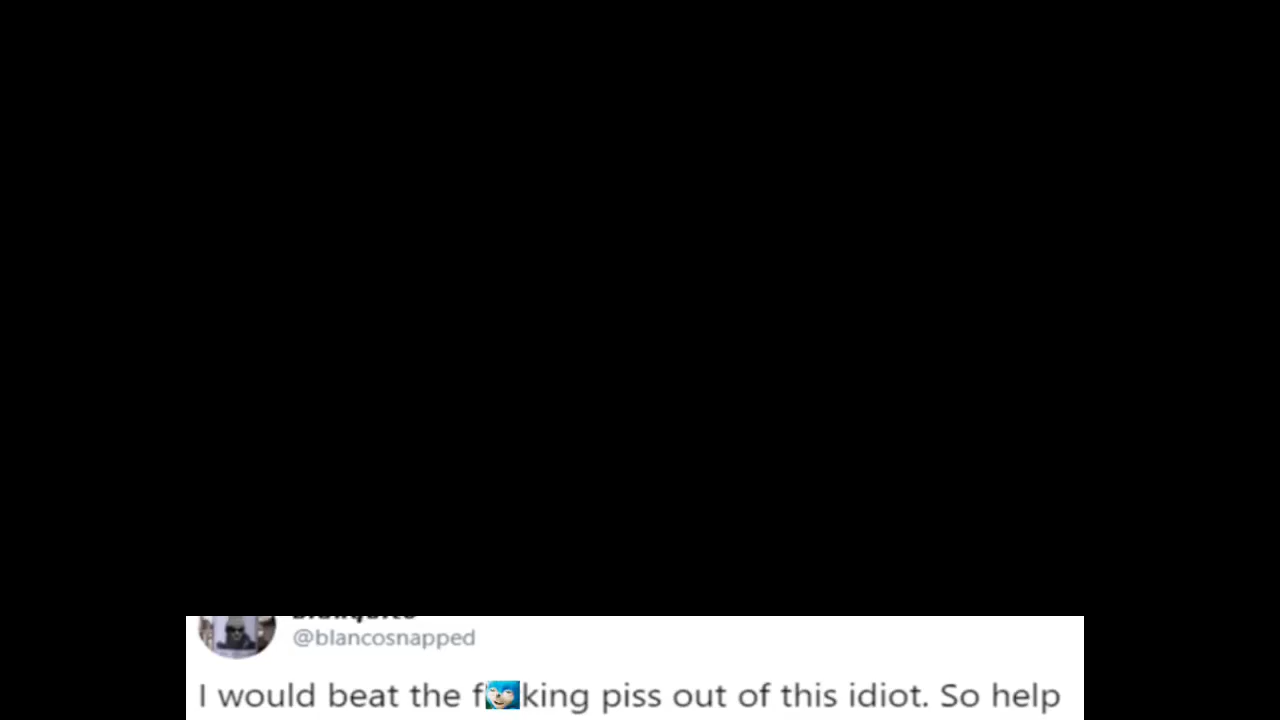 @blancosnapped
I would beat the f king piss out of this idiot. So help